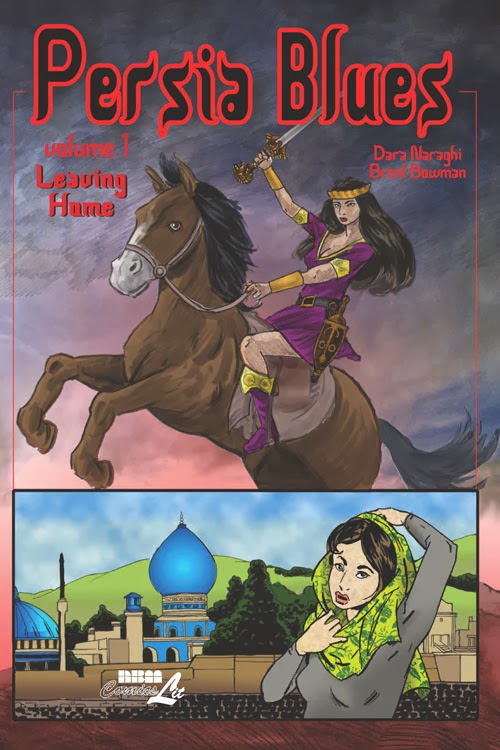 Persia Blues
volume 1
Leaving
Home
Dara Naraghi
Brent Bowman
NBM
ComicsLit